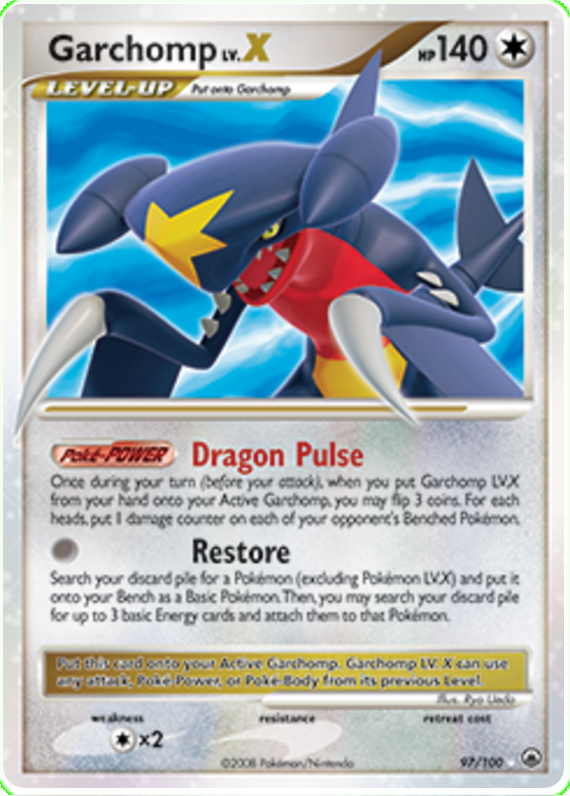 Garchomp LV.X HP 140
LEVEL-UP Put onto Garchomp
Poké-POWER Dragon Pulse
Once during your turn (before your attack), when you put Garchomp LV.X
from your hand onto your Active Garchomp, you may flip 3 coins. For each
heads, put 1 damage counter on each of your opponent's Benched Pokémon.
Restore
Search your discard pile for a Pokémon (excluding Pokémon LV.X) and put it
onto your Bench as a Basic Pokémon. Then, you may search your discard pile
for up to 3 basic Energy cards and attach them to that Pokémon.
Put this card onto your Active Garchomp. Garchomp LV. X can use
any attack, Poké-Power, or Poké-Body from its previous Level.
Illus. Ryo Ueda
weakness resistance retreat cost
×2
©2008 Pokémon/Nintendo 97/100